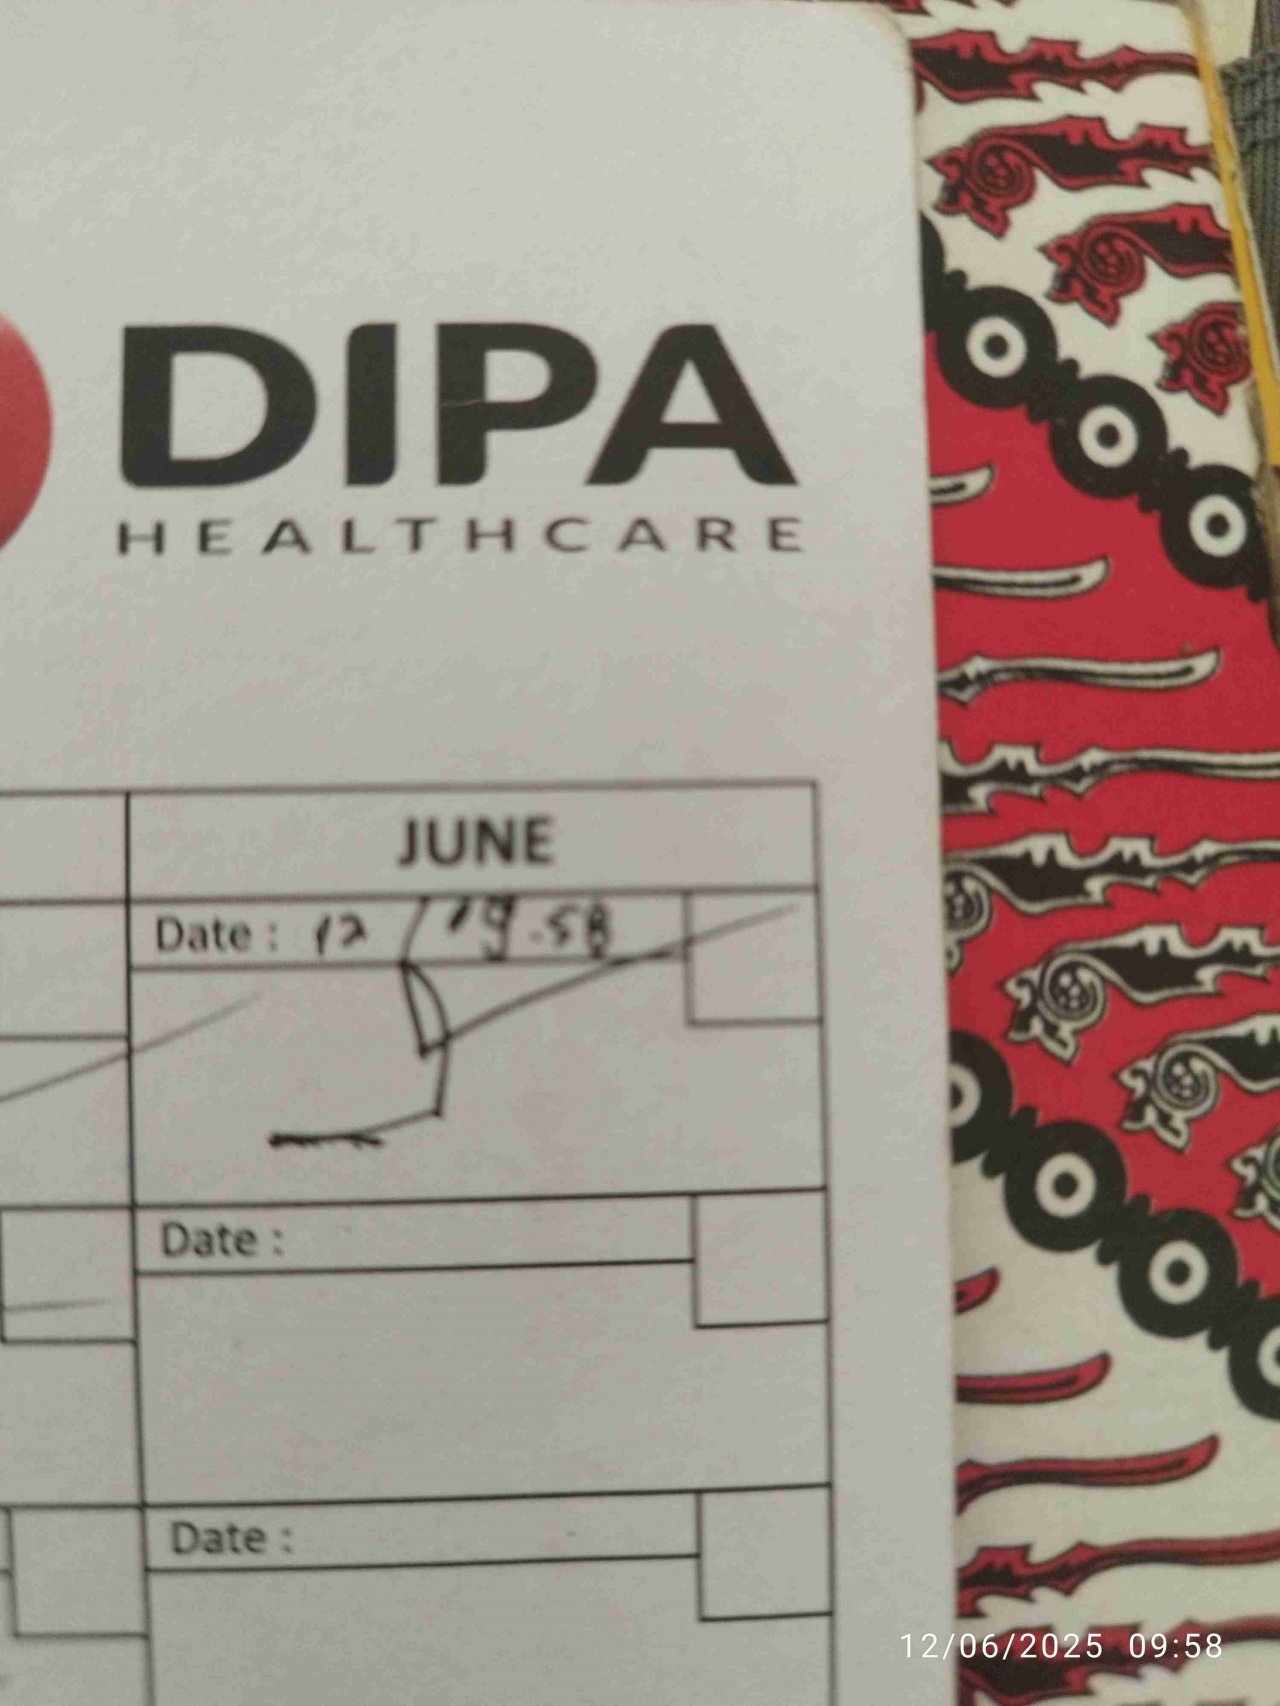 DIPA
HEALTHCARE
JUNE
Date : 12
Date :
Date :
12/06/2025 09:58